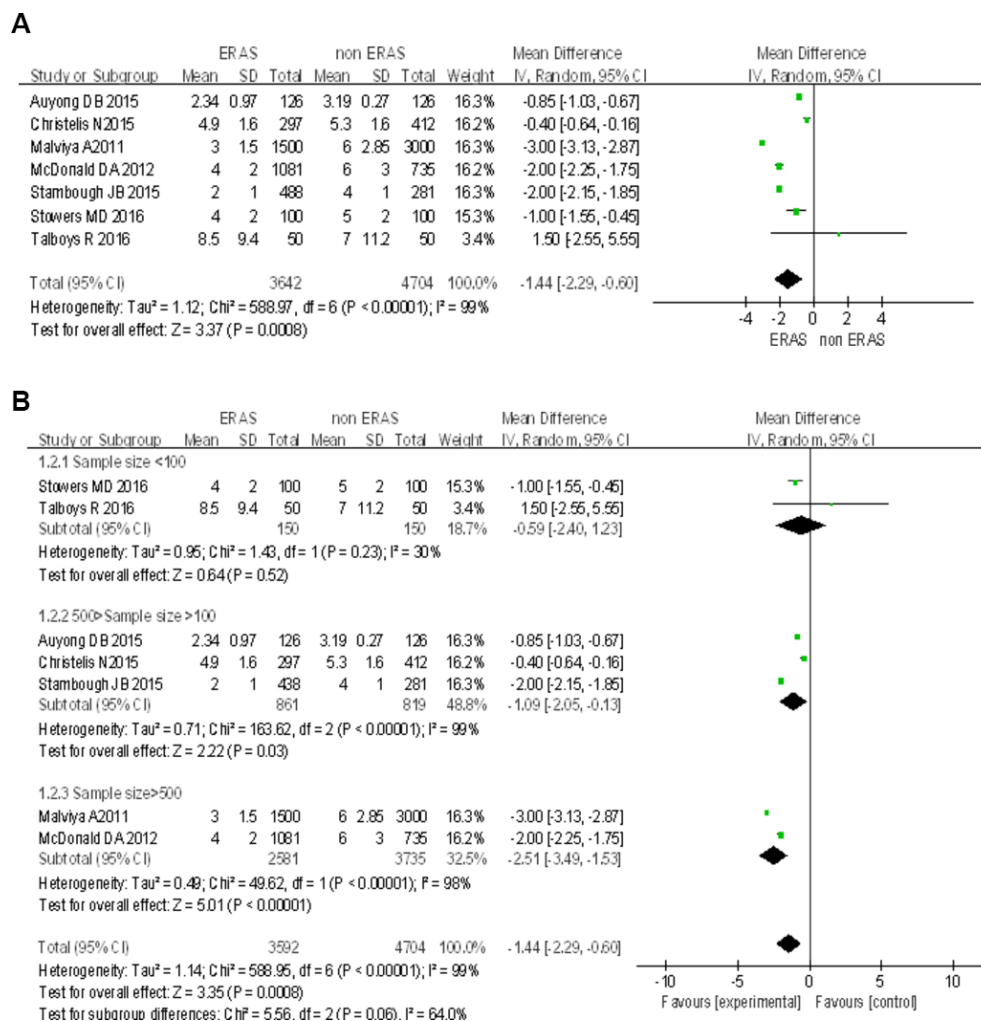 A
ERAS non ERAS Mean Difference Mean Difference
Study or Subgroup Mean SD Total Mean SD Total Weight IV, Random, 95% CI IV, Random, 95% CI
Auyong DB 2015 2.34 0.97 126 3.19 0.27 126 16.3% -0.85 [-1.03, -0.67]
Christelis N2015 4.9 1.6 297 5.3 1.6 412 16.2% -0.40 [-0.64, -0.16]
Malviya A2011 3 1.5 1500 6 2.85 3000 16.3% -3.00 [-3.13, -2.87]
McDonald DA 2012 4 2 1081 6 3 735 16.2% -2.00 [-2.25, -1.75]
Stambough JB 2015 2 1 488 4 1 281 16.3% -2.00 [-2.15, -1.85]
Stowers MD 2016 4 2 100 5 2 100 15.3% -1.00 [-1.55, -0.45]
Talboys R 2016 8.5 9.4 50 7 11.2 50 3.4% 1.50 [-2.55, 5.55]
Total (95% CI) 3642 4704 100.0% -1.44 [-2.29, -0.60]
Heterogeneity: Tau² = 1.12; Chi² = 588.97, df = 6 (P < 0.00001); I² = 99%
Test for overall effect: Z = 3.37 (P = 0.0008)
-4 -2 0 2 4
ERAS non ERAS
B
ERAS non ERAS Mean Difference Mean Difference
Study or Subgroup Mean SD Total Mean SD Total Weight IV, Random, 95% CI IV, Random, 95% CI
1.2.1 Sample size <100
Stowers MD 2016 4 2 100 5 2 100 15.3% -1.00 [-1.55, -0.45]
Talboys R 2016 8.5 9.4 50 7 11.2 50 3.4% 1.50 [-2.55, 5.55]
Subtotal (95% CI) 150 150 18.7% -0.59 [-2.40, 1.23]
Heterogeneity: Tau² = 0.95; Chi² = 1.43, df = 1 (P = 0.23); I² = 30%
Test for overall effect: Z = 0.64 (P = 0.52)
1.2.2 500>Sample size >100
Auyong DB 2015 2.34 0.97 126 3.19 0.27 126 16.3% -0.85 [-1.03, -0.67]
Christelis N2015 4.9 1.6 297 5.3 1.6 412 16.2% -0.40 [-0.64, -0.16]
Stambough JB 2015 2 1 438 4 1 281 16.3% -2.00 [-2.15, -1.85]
Subtotal (95% CI) 861 819 48.8% -1.09 [-2.05, -0.13]
Heterogeneity: Tau² = 0.71; Chi² = 163.62, df = 2 (P < 0.00001); I² = 99%
Test for overall effect: Z = 2.22 (P = 0.03)
1.2.3 Sample size>500
Malviya A2011 3 1.5 1500 6 2.85 3000 16.3% -3.00 [-3.13, -2.87]
McDonald DA 2012 4 2 1081 6 3 735 16.2% -2.00 [-2.25, -1.75]
Subtotal (95% CI) 2581 3735 32.5% -2.51 [-3.49, -1.53]
Heterogeneity: Tau² = 0.49; Chi² = 49.62, df = 1 (P < 0.00001); I² = 98%
Test for overall effect: Z = 5.01 (P < 0.00001)
Total (95% CI) 3592 4704 100.0% -1.44 [-2.29, -0.60]
Heterogeneity: Tau² = 1.14; Chi² = 588.95, df = 6 (P < 0.00001); I² = 99%
Test for overall effect: Z = 3.35 (P = 0.0008)
Test for subgroup differences: Chi² = 5.56, df = 2 (P = 0.06), I² = 64.0%
-10 -5 0 5 10
Favours [experimental] Favours [control]